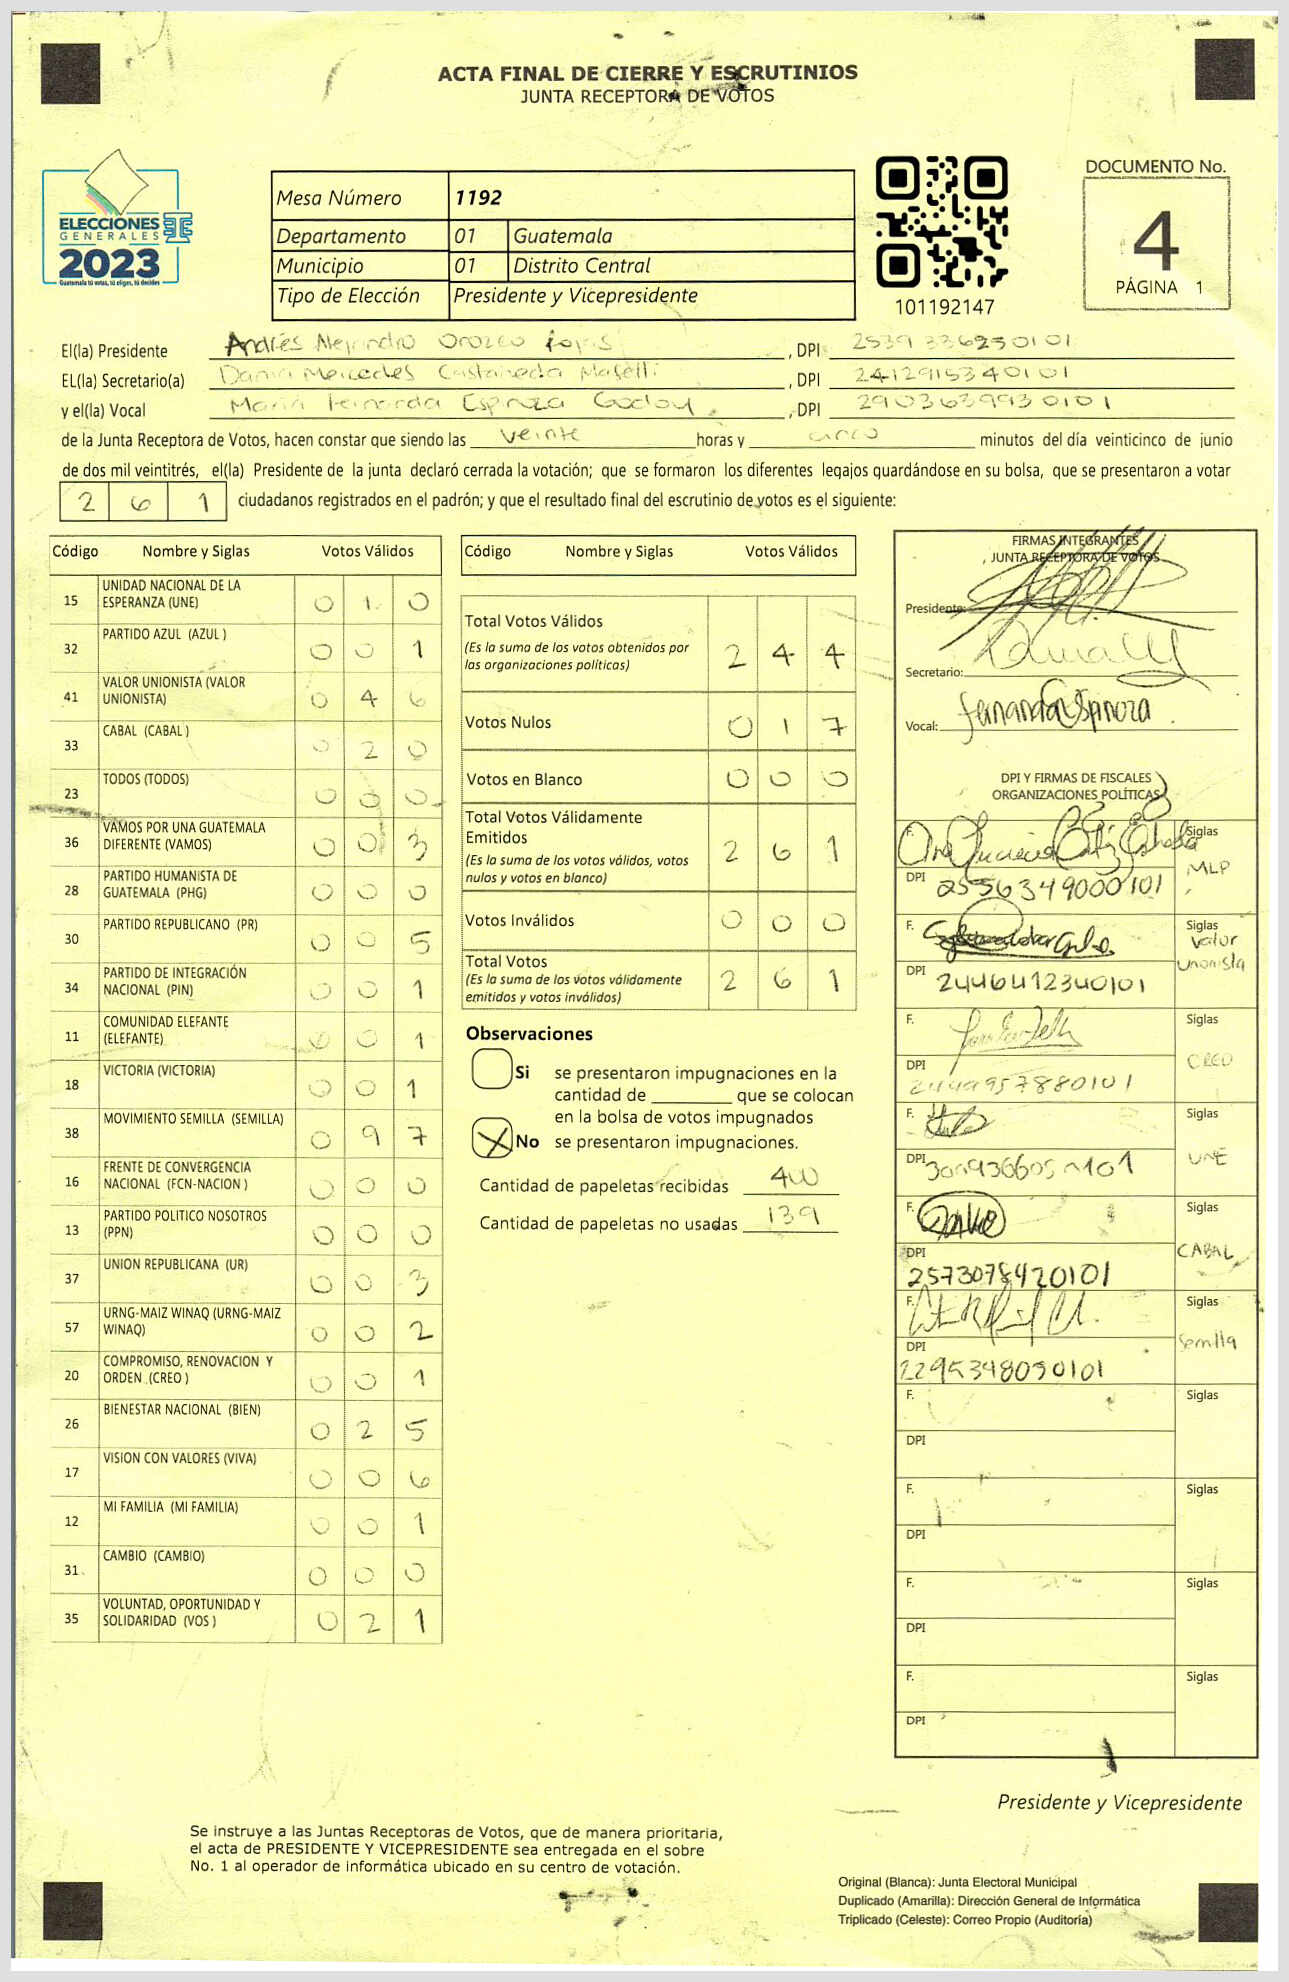 ACTA FINAL DE CIERRE Y ESCRUTINIOS
JUNTA RECEPTORA DE VOTOS
ELECCIONES
GENERALES
2023
Guatemala tú votas, tú eliges, tú decides
Mesa Número 1192
Departamento 01 Guatemala
Municipio 01 Distrito Central
Tipo de Elección Presidente y Vicepresidente
101192147
DOCUMENTO No.
4
PÁGINA 1
El(la) Presidente Andrés Alejandro Orozco , DPI 2539336250101
EL(la) Secretario(a) Dania Mercedes Castañeda Maselli , DPI 2412915340101
y el(la) Vocal María Fernanda Espinoza Godoy. , DPI 2903639930101
de la Junta Receptora de Votos, hacen constar que siendo las veinte horas y cinco minutos del día veinticinco de junio
de dos mil veintitrés, el(la) Presidente de la junta declaró cerrada la votación; que se formaron los diferentes legajos guardándose en su bolsa, que se presentaron a votar
2 6 1 ciudadanos registrados en el padrón; y que el resultado final del escrutinio de votos es el siguiente:
Código Nombre y Siglas Votos Válidos
15 UNIDAD NACIONAL DE LA
ESPERANZA (UNE) 0 1 0
32 PARTIDO AZUL (AZUL ) 0 0 1
41 VALOR UNIONISTA (VALOR
UNIONISTA) 0 4 6
33 CABAL (CABAL ) 0 2 0
23 TODOS (TODOS) 0 0 0
36 VAMOS POR UNA GUATEMALA
DIFERENTE (VAMOS) 0 0 3
28 PARTIDO HUMANISTA DE
GUATEMALA (PHG) 0 0 0
30 PARTIDO REPUBLICANO (PR) 0 0 5
34 PARTIDO DE INTEGRACIÓN
NACIONAL (PIN) 0 0 1
11 COMUNIDAD ELEFANTE
(ELEFANTE) 0 0 1
18 VICTORIA (VICTORIA) 0 0 1
38 MOVIMIENTO SEMILLA (SEMILLA) 0 9 7
16 FRENTE DE CONVERGENCIA
NACIONAL (FCN-NACION ) 0 0 0
13 PARTIDO POLITICO NOSOTROS
(PPN) 0 0 0
37 UNION REPUBLICANA (UR) 0 0 3
57 URNG-MAIZ WINAQ (URNG-MAIZ
WINAQ) 0 0 2
20 COMPROMISO, RENOVACION Y
ORDEN (CREO ) 0 0 1
26 BIENESTAR NACIONAL (BIEN) 0 2 5
17 VISION CON VALORES (VIVA) 0 0 6
12 MI FAMILIA (MI FAMILIA) 0 0 1
31 CAMBIO (CAMBIO) 0 0 0
35 VOLUNTAD, OPORTUNIDAD Y
SOLIDARIDAD (VOS ) 0 2 1
Código Nombre y Siglas Votos Válidos
Total Votos Válidos
(Es la suma de los votos obtenidos por
las organizaciones políticas) 2 4 4
Votos Nulos 0 1 7
Votos en Blanco 0 0 0
Total Votos Válidamente
Emitidos
(Es la suma de los votos válidos, votos
nulos y votos en blanco) 2 6 1
Votos Inválidos 0 0 0
Total Votos
(Es la suma de los votos válidamente
emitidos y votos inválidos) 2 6 1
Observaciones
Si se presentaron impugnaciones en la
cantidad de ________ que se colocan
en la bolsa de votos impugnados
X No se presentaron impugnaciones.
Cantidad de papeletas recibidas 400
Cantidad de papeletas no usadas 139
FIRMAS INTEGRANTES
JUNTA RECEPTORA DE VOTOS
Presidente:
Secretario:
Vocal: Fernanda Espinoza
DPI Y FIRMAS DE FISCALES
ORGANIZACIONES POLÍTICAS
F. Siglas
DPI 2556349000101 MLP
F. Siglas
Valor
Unionista
DPI 2446412340101
F. Siglas
CREO
DPI 2449957880101
F. Siglas
DPI UNE
F. Siglas
CABAL
DPI
2573078420101
F. Siglas
Semilla
DPI
2295348050101
F. Siglas
DPI
F. Siglas
DPI
F. Siglas
DPI
F. Siglas
DPI
Presidente y Vicepresidente
Se instruye a las Juntas Receptoras de Votos, que de manera prioritaria,
el acta de PRESIDENTE Y VICEPRESIDENTE sea entregada en el sobre
No. 1 al operador de informática ubicado en su centro de votación.
Original (Blanca): Junta Electoral Municipal
Duplicado (Amarilla): Dirección General de Informática
Triplicado (Celeste): Correo Propio (Auditoría)